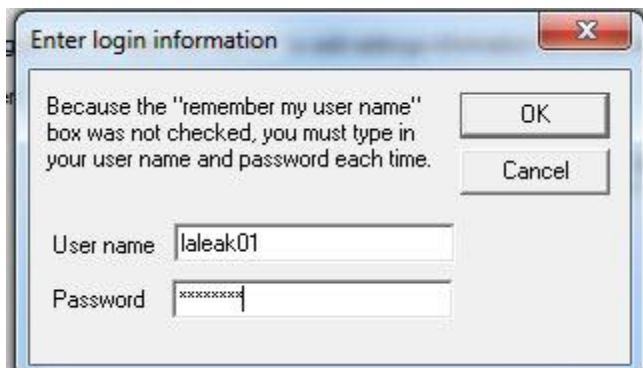 Enter login information
Because the "remember my user name"
box was not checked, you must type in
your user name and password each time.
OK
Cancel
User name laleak01
Password ********